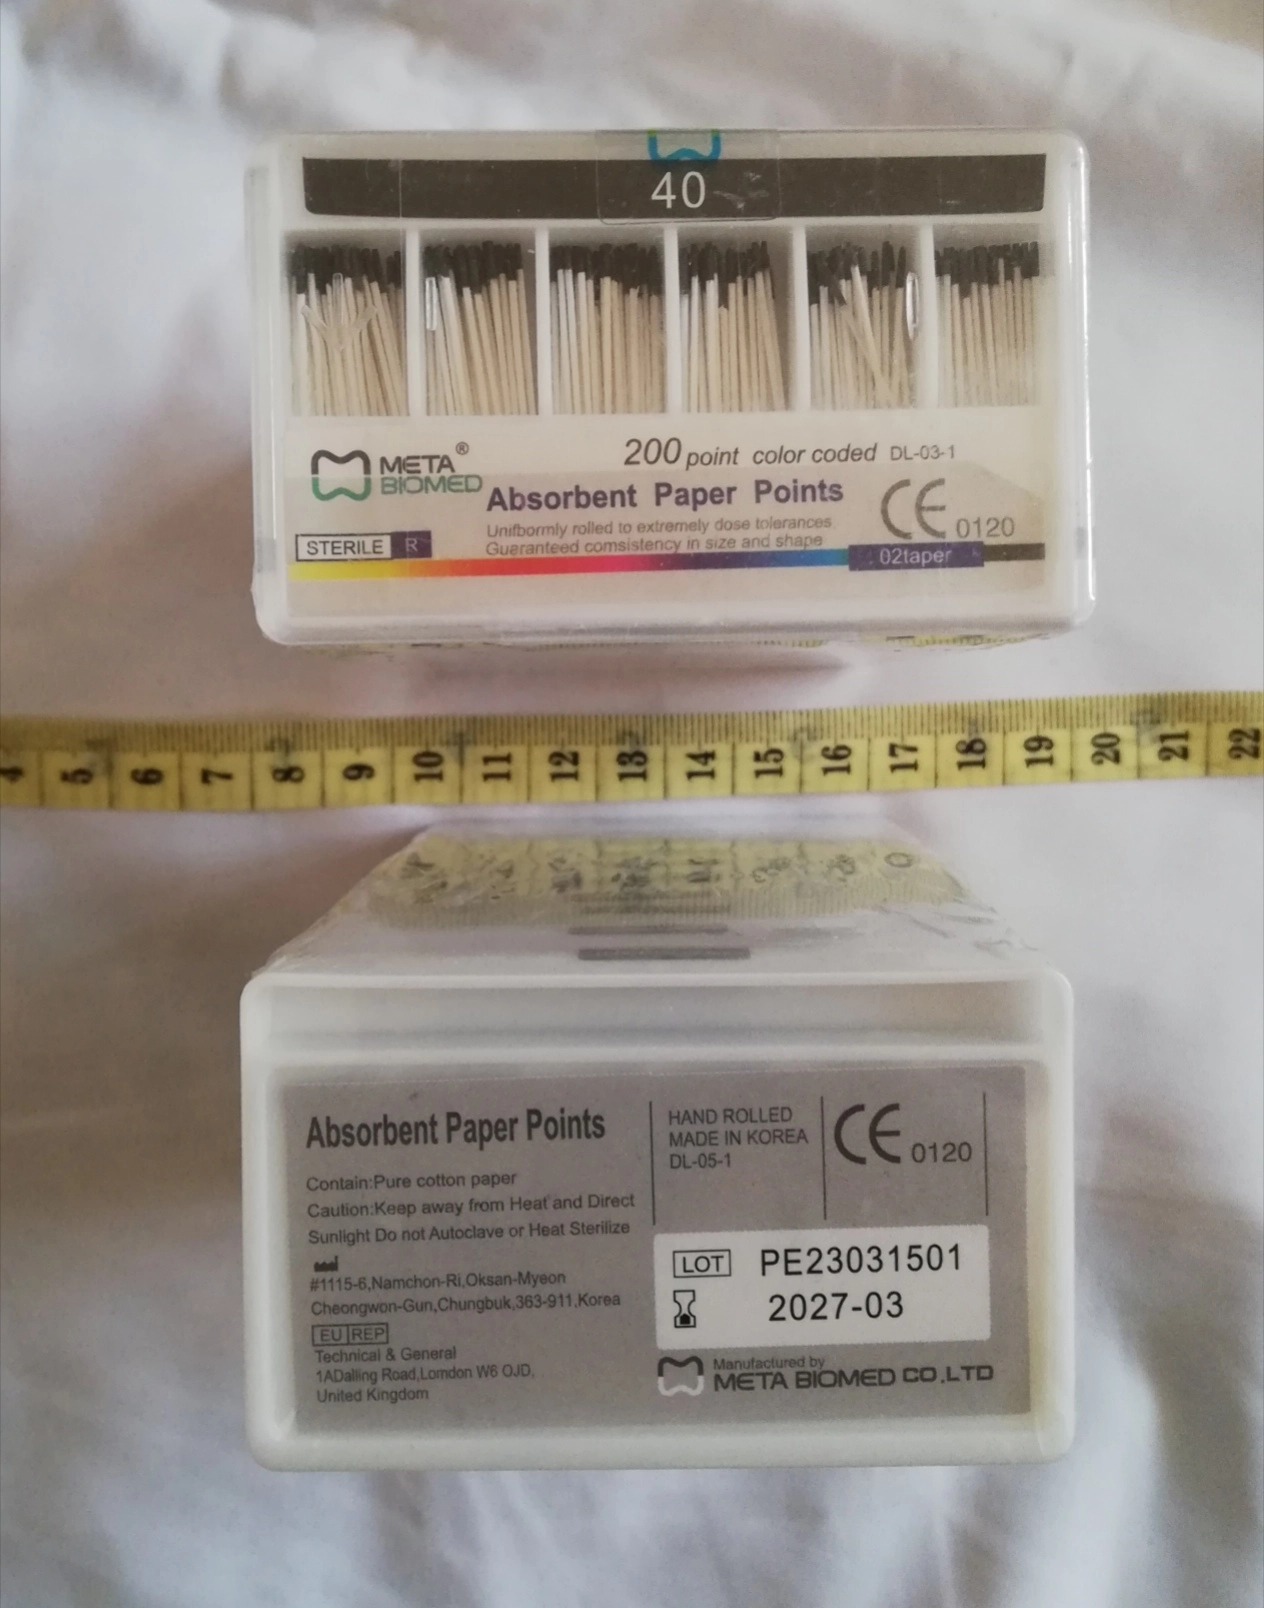 40
200 point color coded DL-03-1
META®
BIOMED
Absorbent Paper Points
Unifbormly rolled to extremely dose tolerances.
Gueranteed comsistency in size and shape
CE 0120
STERILE R
02taper
4 5 6 7 8 9 10 11 12 13 14 15 16 17 18 19 20 21 22
Absorbent Paper Points
Contain:Pure cotton paper
Caution:Keep away from Heat and Direct
Sunlight Do not Autoclave or Heat Sterilize
#1115-6,Namchon-Ri,Oksan-Myeon
Cheongwon-Gun,Chungbuk,363-911,Korea
EU REP
Technical & General
1ADalling Road,Lomdon W6 OJD,
United Kingdom
HAND ROLLED
MADE IN KOREA
DL-05-1
CE 0120
LOT PE23031501
2027-03
Manufactured by
META BIOMED CO.,LTD